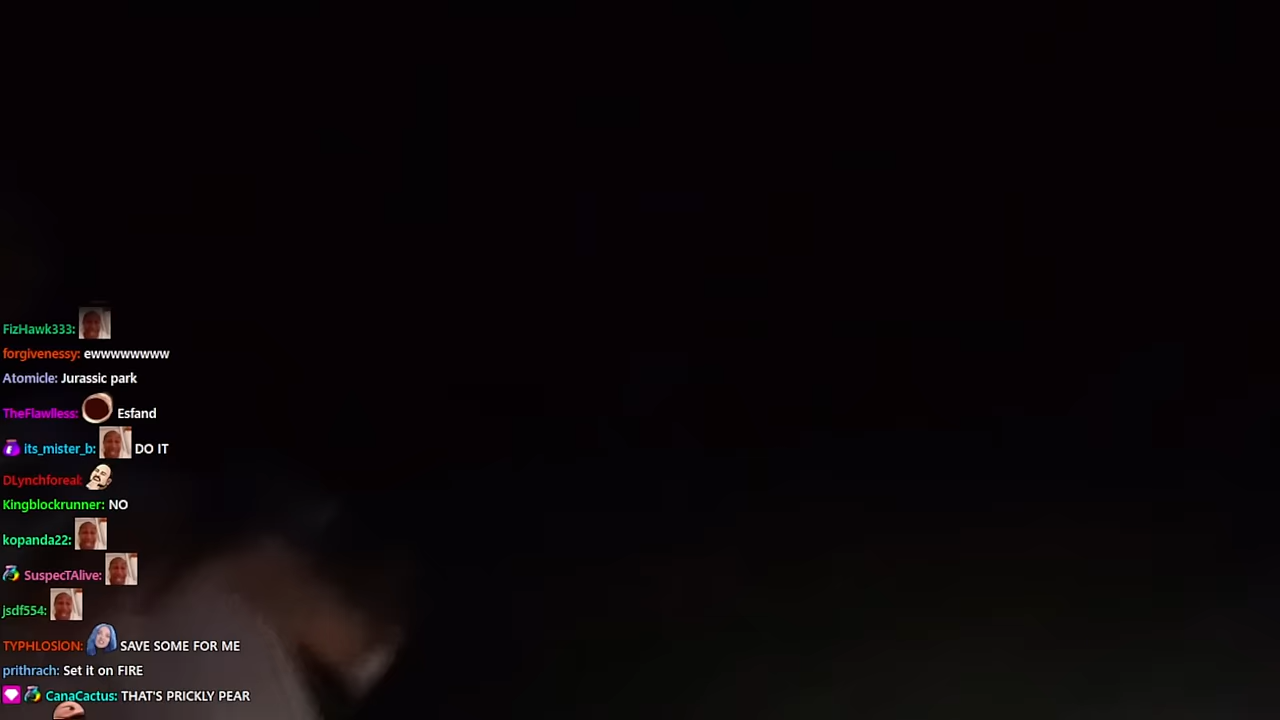 FizHawk333:
forgivenessy: ewwwwwwww
Atomicle: Jurassic park
TheFlawlless: Esfand
its_mister_b: DO IT
DLynchforeal:
Kingblockrunner: NO
kopanda22:
SuspecTAlive:
jsdf554:
TYPHLOSION: SAVE SOME FOR ME
prithrach: Set it on FIRE
CanaCactus: THAT'S PRICKLY PEAR